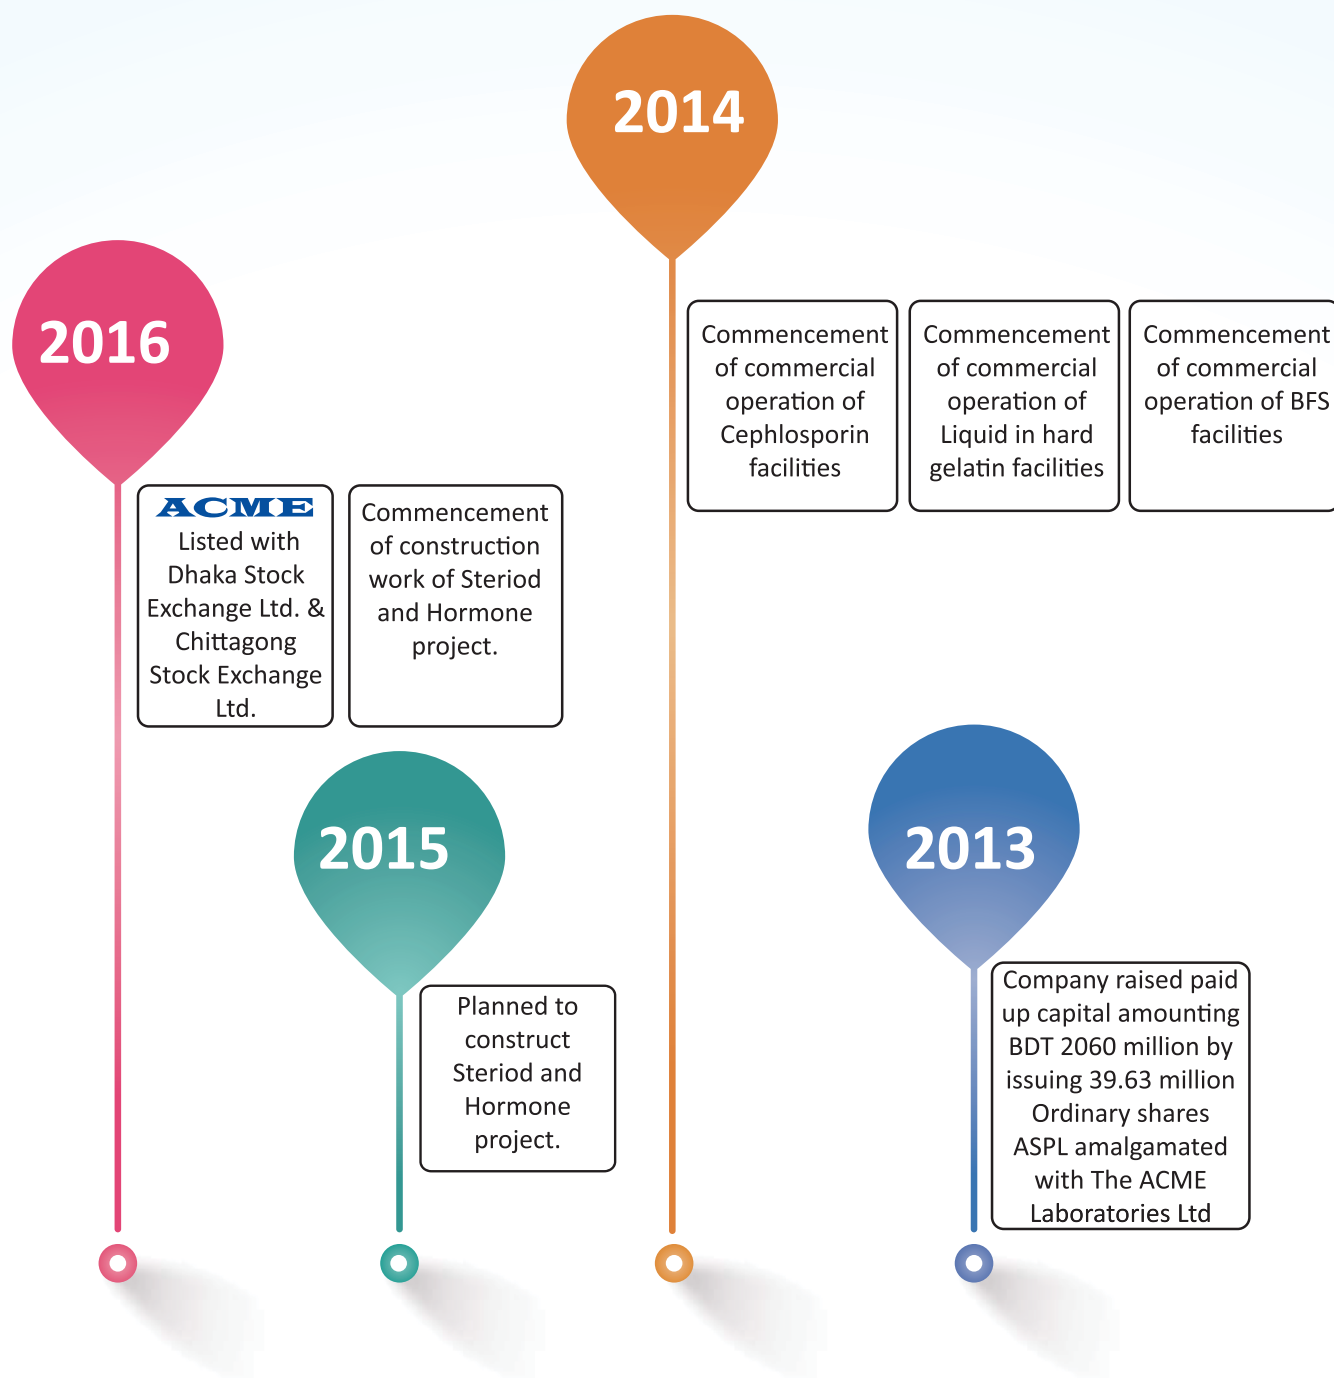 2014
Commencement
of commercial
operation of
Cephlosporin
facilities
Commencement
of commercial
operation of
Liquid in hard
gelatin facilities
Commencement
of commercial
operation of BFS
facilities
2016
ACME
Listed with
Dhaka Stock
Exchange Ltd. &
Chittagong
Stock Exchange
Ltd.
Commencement
of construction
work of Steriod
and Hormone
project.
2015
Planned to
construct
Steriod and
Hormone
project.
2013
Company raised paid
up capital amounting
BDT 2060 million by
issuing 39.63 million
Ordinary shares
ASPL amalgamated
with The ACME
Laboratories Ltd